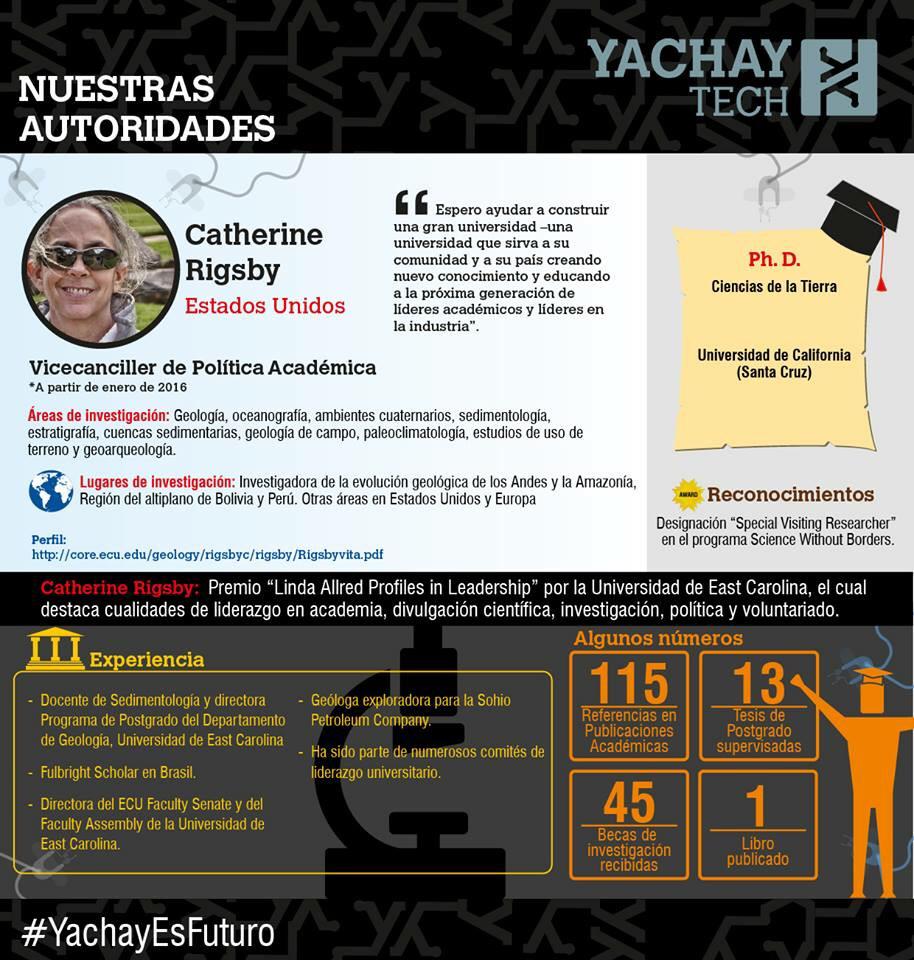 NUESTRAS
AUTORIDADES
YACHAY
TECH
Catherine
Rigsby
Estados Unidos
“ Espero ayudar a construir
una gran universidad –una
universidad que sirva a su
comunidad y a su país creando
nuevo conocimiento y educando
a la próxima generación de
líderes académicos y líderes en
la industria”.
Vicecanciller de Política Académica
*A partir de enero de 2016
Áreas de investigación: Geología, oceanografía, ambientes cuaternarios, sedimentología,
estratigrafía, cuencas sedimentarias, geología de campo, paleoclimatología, estudios de uso de
terreno y geoarqueología.
Lugares de investigación: Investigadora de la evolución geológica de los Andes y la Amazonía,
Región del altiplano de Bolivia y Perú. Otras áreas en Estados Unidos y Europa
Perfil:
http://core.ecu.edu/geology/rigsbyc/rigsby/Rigsbyvita.pdf
Ph. D.
Ciencias de la Tierra
Universidad de California
(Santa Cruz)
AWARD
Reconocimientos
Designación “Special Visiting Researcher”
en el programa Science Without Borders.
Catherine Rigsby: Premio “Linda Allred Profiles in Leadership” por la Universidad de East Carolina, el cual
destaca cualidades de liderazgo en academia, divulgación científica, investigación, política y voluntariado.
Experiencia
- Docente de Sedimentología y directora
Programa de Postgrado del Departamento
de Geología, Universidad de East Carolina
- Fulbright Scholar en Brasil.
- Directora del ECU Faculty Senate y del
Faculty Assembly de la Universidad de
East Carolina.
- Geóloga exploradora para la Sohio
Petroleum Company.
- Ha sido parte de numerosos comités de
liderazgo universitario.
Algunos números
115
Referencias en
Publicaciones
Académicas
13
Tesis de
Postgrado
supervisadas
45
Becas de
investigación
recibidas
1
Libro
publicado
#YachayEsFuturo